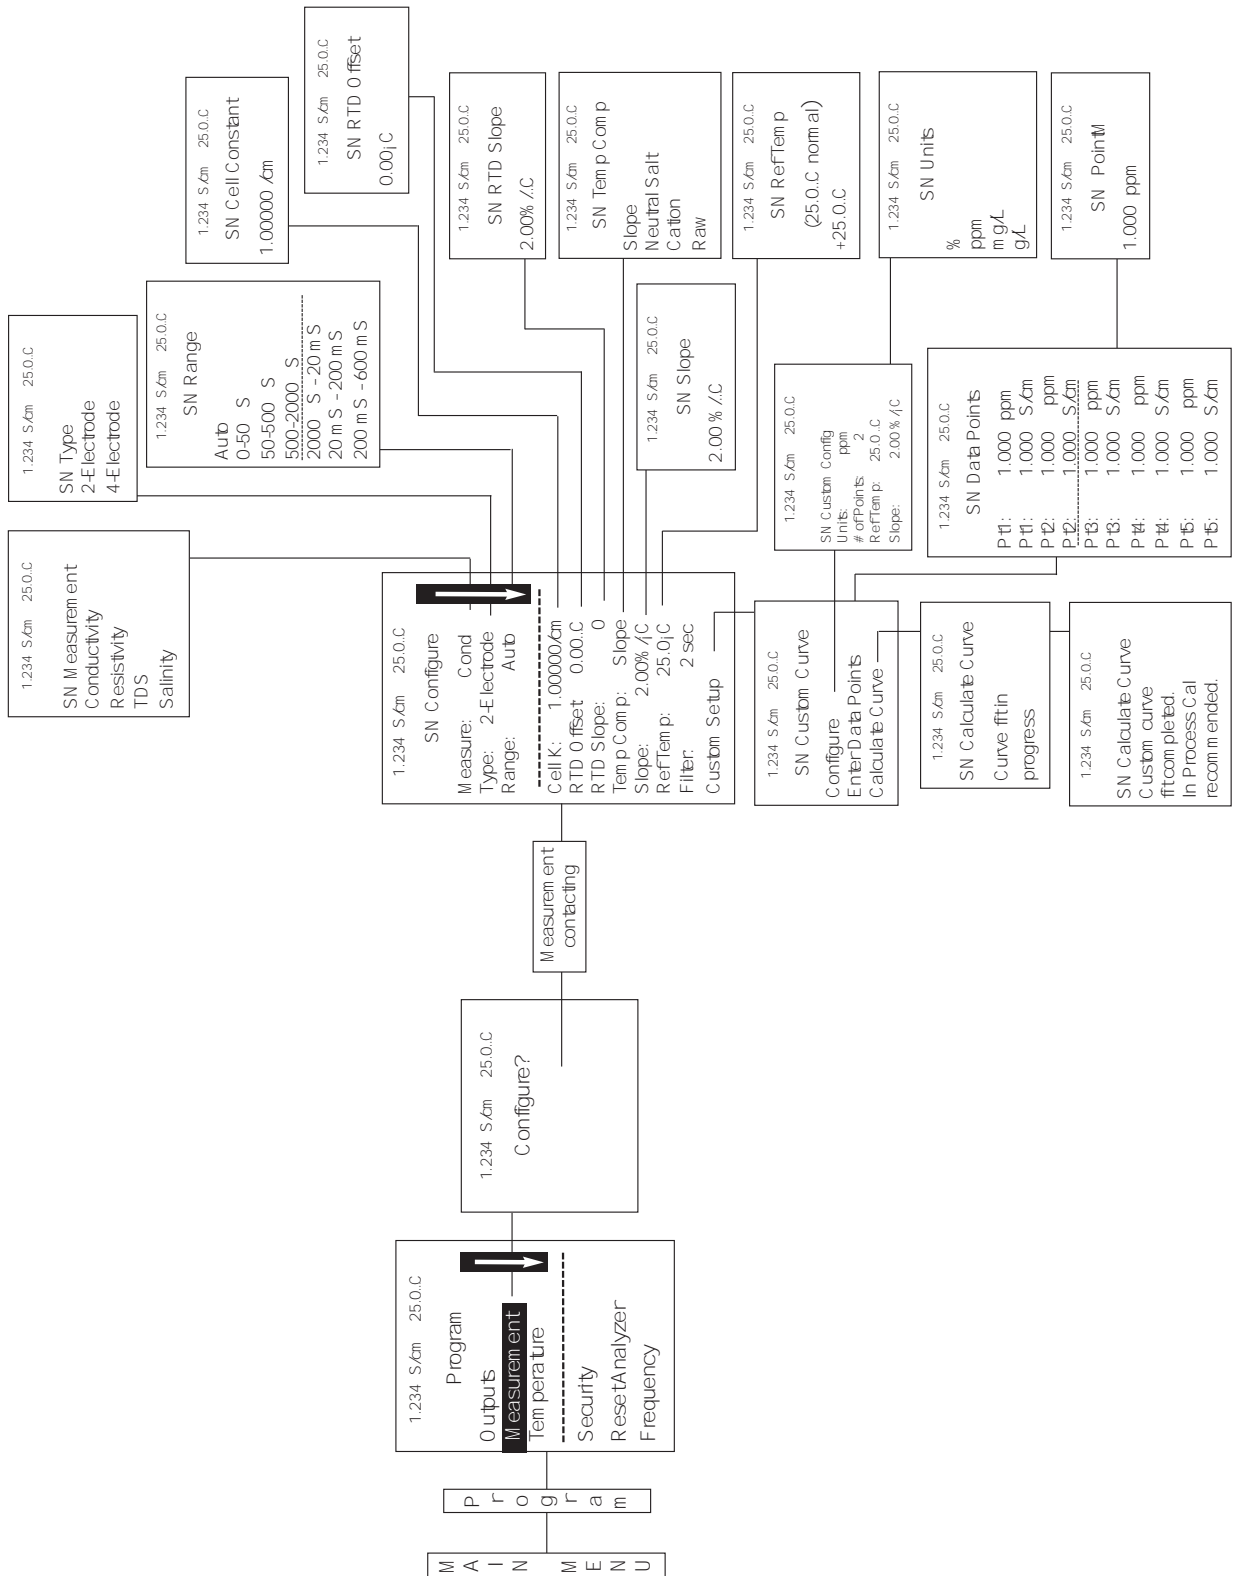 MAIN MENU
Program
1.234 S/cm 25.0..C
Program
Outputs
Measurement
Temperature
Security
Reset Analyzer
Frequency
1.234 S/cm 25.0..C
Configure?
Measurement
contacting
1.234 S/cm 25.0..C
SN Configure
Measure: Cond
Type: 2-Electrode
Range: Auto
Cell K: 1.00000/cm
RTD Offset 0.00..C
RTD Slope: 0
Temp Comp: Slope
Slope: 2.00% /¡C
Ref Temp: 25.0¡C
Filter: 2 sec
Custom Setup
1.234 S/cm 25.0..C
SN Measurement
Conductivity
Resistivity
TDS
Salinity
1.234 S/cm 25.0..C
SN Type
2-Electrode
4-Electrode
1.234 S/cm 25.0..C
SN Range
Auto
0-50 S
50-500 S
500-2000 S
2000 S - 20 mS
20 mS - 200 mS
200 mS - 600 mS
1.234 S/cm 25.0..C
SN Cell Constant
1.00000 /cm
1.234 S/cm 25.0..C
SN RTD Offset
0.00¡C
1.234 S/cm 25.0..C
SN RTD Slope
2.00% /..C
1.234 S/cm 25.0..C
SN Temp Comp
Slope
Neutral Salt
Cation
Raw
1.234 S/cm 25.0..C
SN Slope
2.00 % /..C
1.234 S/cm 25.0..C
SN Ref Temp
(25.0..C normal)
+25.0..C
1.234 S/cm 25.0..C
SN Custom Curve
Configure
Enter Data Points
Calculate Curve
1.234 S/cm 25.0..C
SN Custom Config
Units: ppm
# of Points: 2
Ref Temp: 25.0 ..C
Slope: 2.00% /¡C
1.234 S/cm 25.0..C
SN Units
%
ppm
mg/L
g/L
1.234 S/cm 25.0..C
SN Data Points
Pt1: 1.000 ppm
Pt1: 1.000 S/cm
Pt2: 1.000 ppm
Pt2: 1.000 S/cm
Pt3: 1.000 ppm
Pt3: 1.000 S/cm
Pt4: 1.000 ppm
Pt4: 1.000 S/cm
Pt5: 1.000 ppm
Pt5: 1.000 S/cm
1.234 S/cm 25.0..C
SN PointM
1.000 ppm
1.234 S/cm 25.0..C
SN Calculate Curve
Curve fit in
progress
1.234 S/cm 25.0..C
SN Calculate Curve
Custom curve
fit completed.
In Process Cal
recommended.